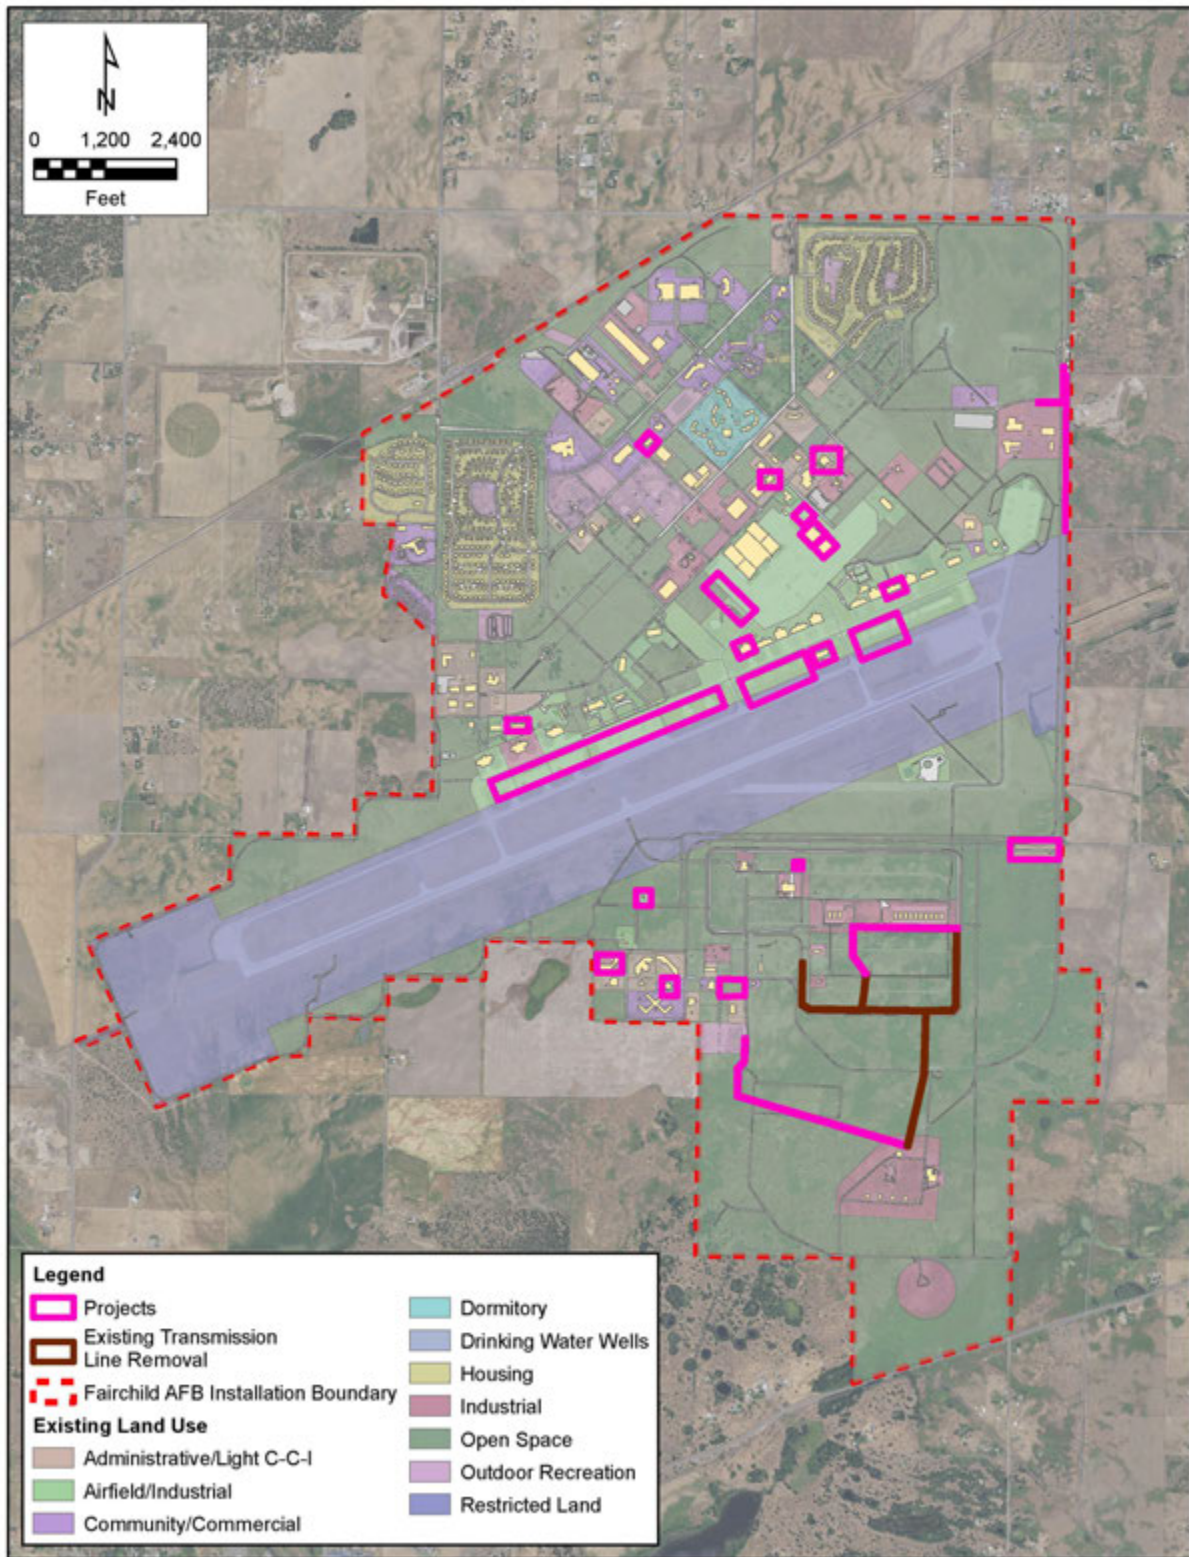 N
0 1,200 2,400
Feet
Legend
Projects
Existing Transmission
Line Removal
Fairchild AFB Installation Boundary
Existing Land Use
Administrative/Light C-C-I
Airfield/Industrial
Community/Commercial
Dormitory
Drinking Water Wells
Housing
Industrial
Open Space
Outdoor Recreation
Restricted Land